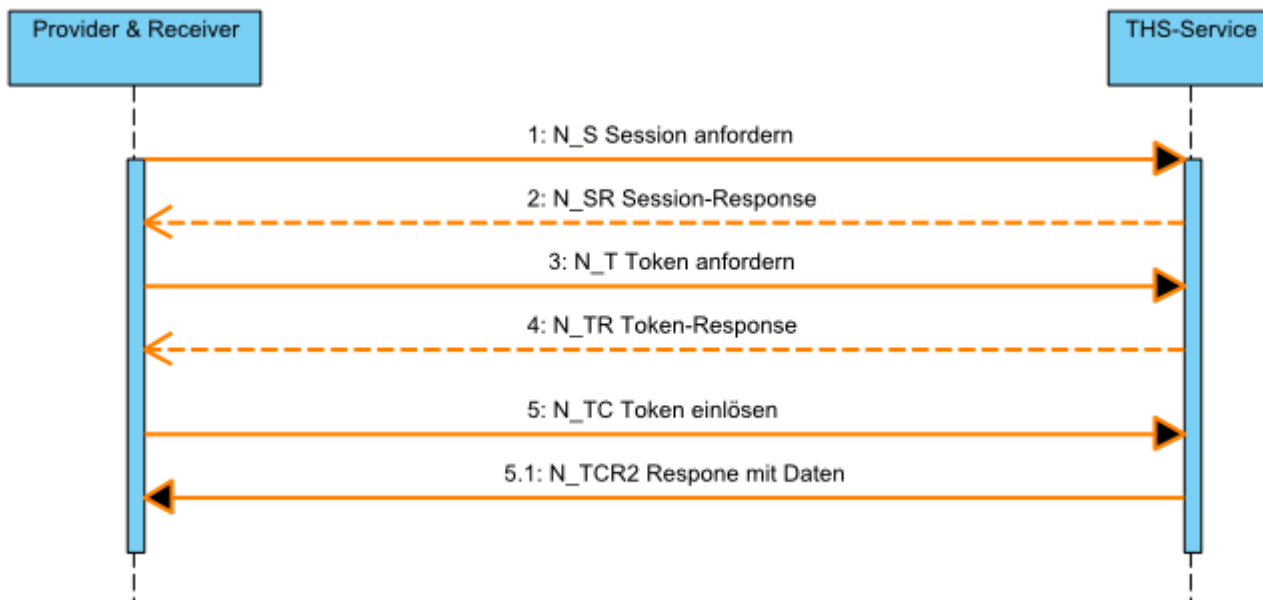 Provider & Receiver
THS-Service
1: N_S Session anfordern
2: N_SR Session-Response
3: N_T Token anfordern
4: N_TR Token-Response
5: N_TC Token einlösen
5.1: N_TCR2 Respone mit Daten